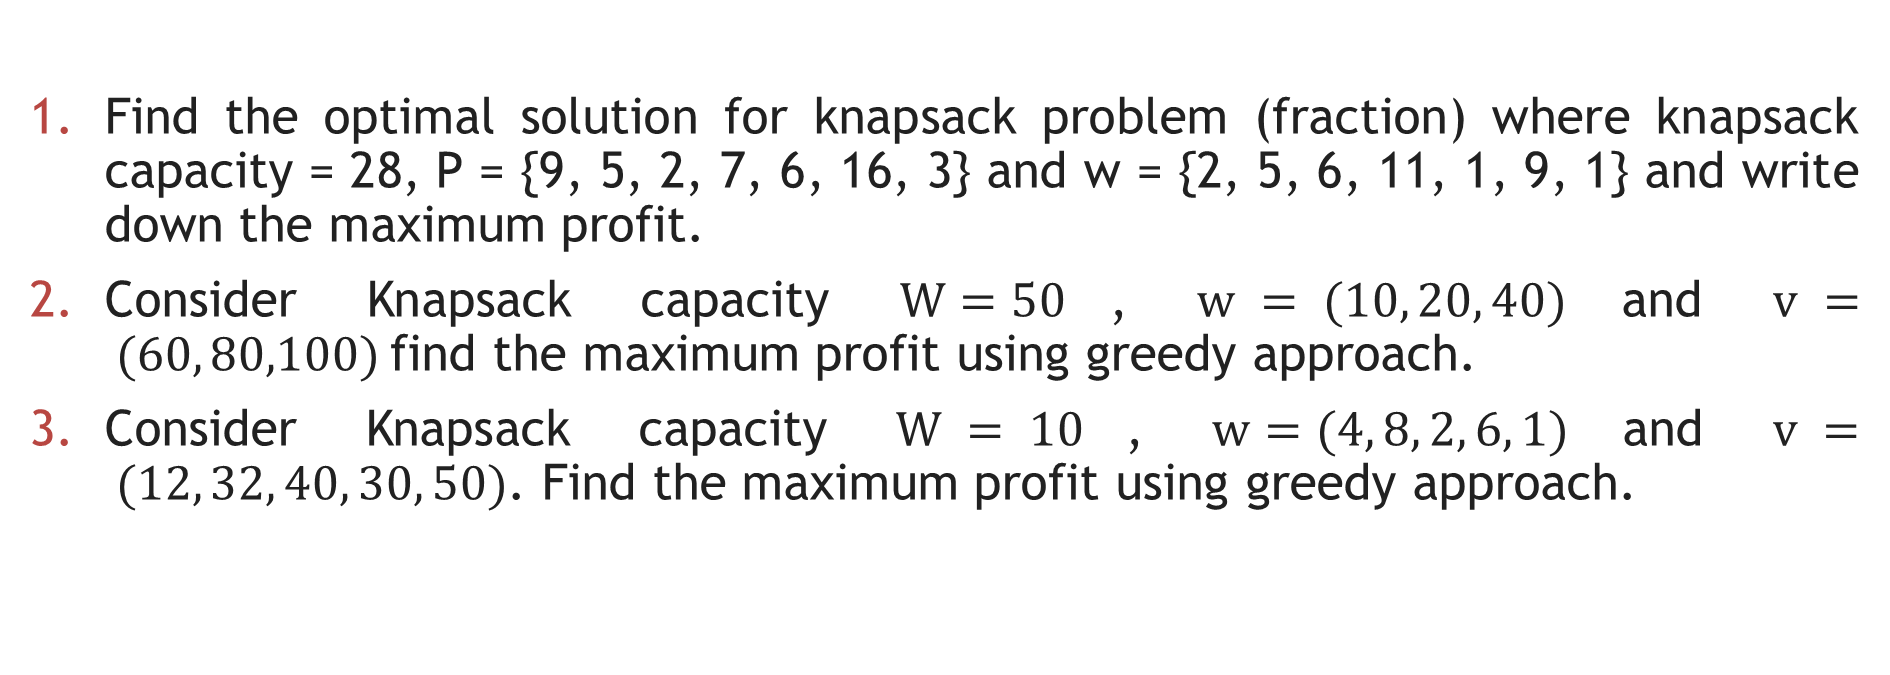 1. Find the optimal solution for knapsack problem (fraction) where knapsack
capacity = 28, P = {9, 5, 2, 7, 6, 16, 3} and w = {2, 5, 6, 11, 1, 9, 1} and write
down the maximum profit.
2. Consider Knapsack capacity W = 50 , w = (10, 20, 40) and v =
(60, 80,100) find the maximum profit using greedy approach.
3. Consider Knapsack capacity W = 10 , w = (4, 8, 2, 6, 1) and v =
(12, 32, 40, 30, 50). Find the maximum profit using greedy approach.